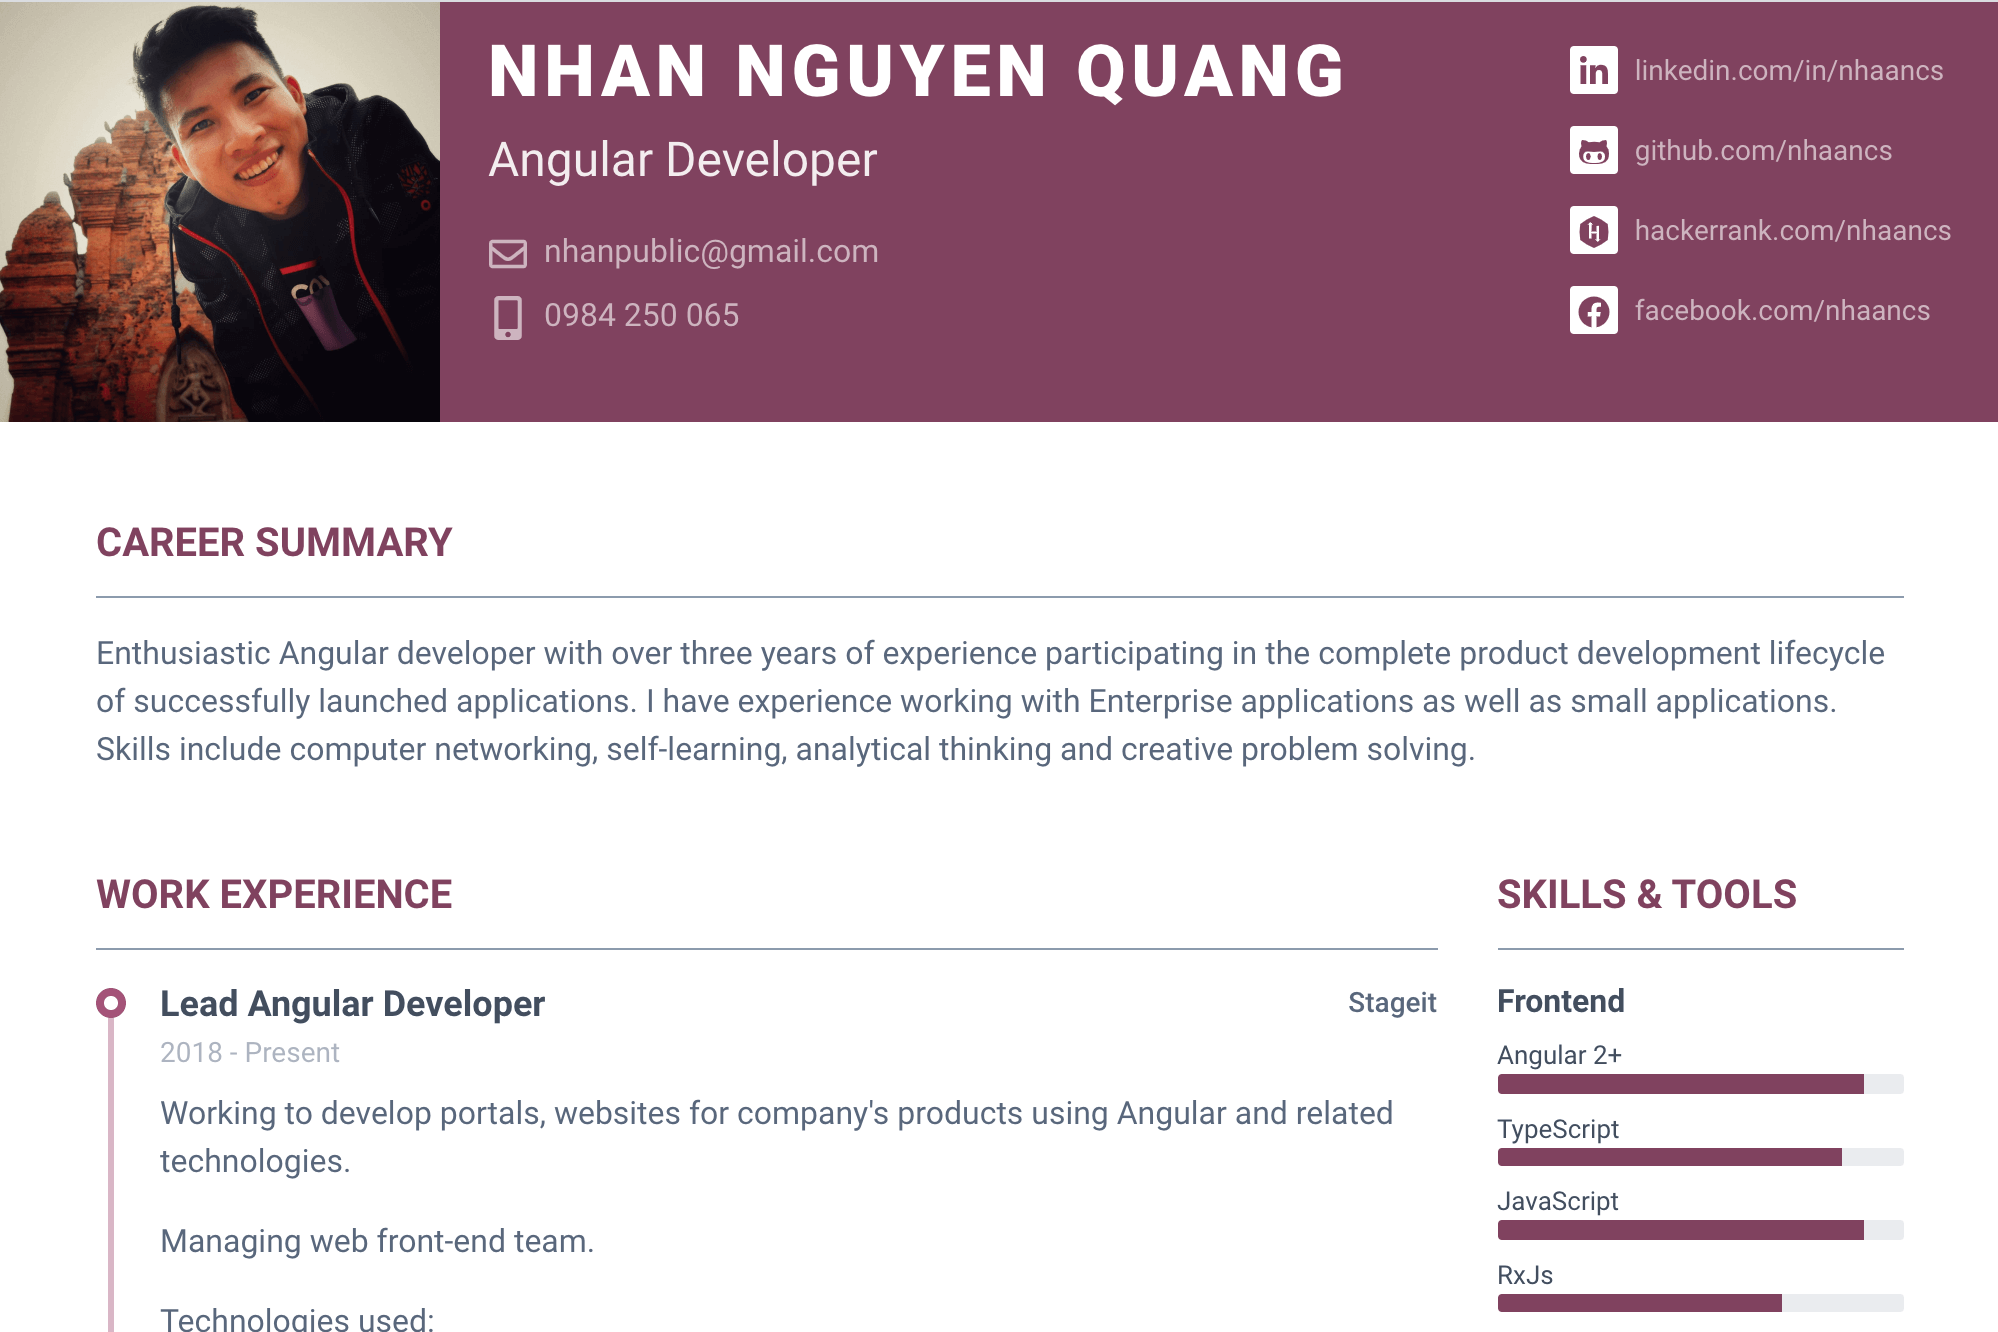 NHAN NGUYEN QUANG
Angular Developer
nhanpublic@gmail.com
0984 250 065
linkedin.com/in/nhaancs
github.com/nhaancs
hackerrank.com/nhaancs
facebook.com/nhaancs
CAREER SUMMARY
Enthusiastic Angular developer with over three years of experience participating in the complete product development lifecycle
of successfully launched applications. I have experience working with Enterprise applications as well as small applications.
Skills include computer networking, self-learning, analytical thinking and creative problem solving.
WORK EXPERIENCE
Lead Angular Developer
Stageit
2018 - Present
Working to develop portals, websites for company's products using Angular and related
technologies.
Managing web front-end team.
Technologies used:
SKILLS & TOOLS
Frontend
Angular 2+
TypeScript
JavaScript
RxJs